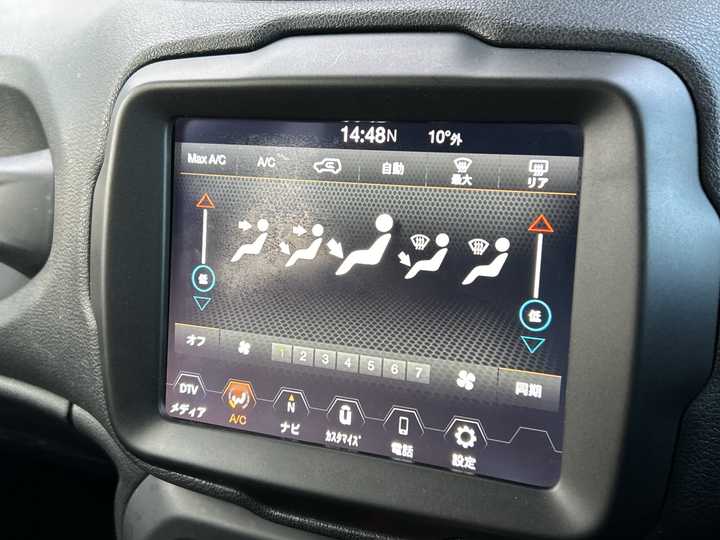 14:48N 10°外
Max A/C A/C 自動 最大 リア
低 低
オフ 1 2 3 4 5 6 7 同期
DTV N
メディア A/C ナビ ｶｽﾀﾏｲｽﾞ 電話 設定